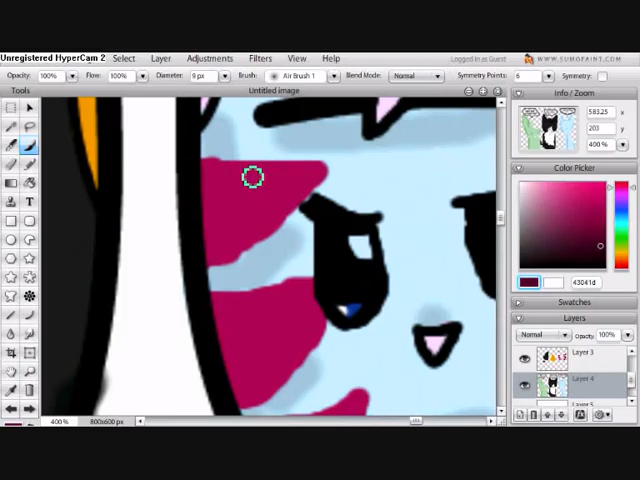 Unregistered HyperCam 2
Select Layer Adjustments Filters View Help
Logged in as Guest
WWW.SUMOPAINT.COM
Opacity: 100% Flow: 100% Diameter: 9 px Brush: Air Brush 1 Blend Mode: Normal Symmetry Points: 6 Symmetry:
Tools
Untitled image
Info / Zoom
58325 x
203 y
400 %
Color Picker
43041d
Swatches
Layers
Normal Opacity: 100%
Layer 3
Layer 4
400 % 800x600 px